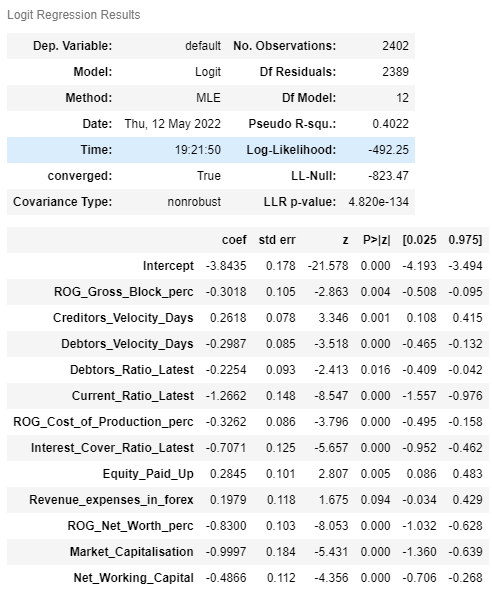 Logit Regression Results
Dep. Variable: default No. Observations: 2402
Model: Logit Df Residuals: 2389
Method: MLE Df Model: 12
Date: Thu, 12 May 2022 Pseudo R-squ.: 0.4022
Time: 19:21:50 Log-Likelihood: -492.25
converged: True LL-Null: -823.47
Covariance Type: nonrobust LLR p-value: 4.820e-134
coef std err z P>|z| [0.025 0.975]
Intercept -3.8435 0.178 -21.578 0.000 -4.193 -3.494
ROG_Gross_Block_perc -0.3018 0.105 -2.863 0.004 -0.508 -0.095
Creditors_Velocity_Days 0.2618 0.078 3.346 0.001 0.108 0.415
Debtors_Velocity_Days -0.2987 0.085 -3.518 0.000 -0.465 -0.132
Debtors_Ratio_Latest -0.2254 0.093 -2.413 0.016 -0.409 -0.042
Current_Ratio_Latest -1.2662 0.148 -8.547 0.000 -1.557 -0.976
ROG_Cost_of_Production_perc -0.3262 0.086 -3.796 0.000 -0.495 -0.158
Interest_Cover_Ratio_Latest -0.7071 0.125 -5.657 0.000 -0.952 -0.462
Equity_Paid_Up 0.2845 0.101 2.807 0.005 0.086 0.483
Revenue_expenses_in_forex 0.1979 0.118 1.675 0.094 -0.034 0.429
ROG_Net_Worth_perc -0.8300 0.103 -8.053 0.000 -1.032 -0.628
Market_Capitalisation -0.9997 0.184 -5.431 0.000 -1.360 -0.639
Net_Working_Capital -0.4866 0.112 -4.356 0.000 -0.706 -0.268